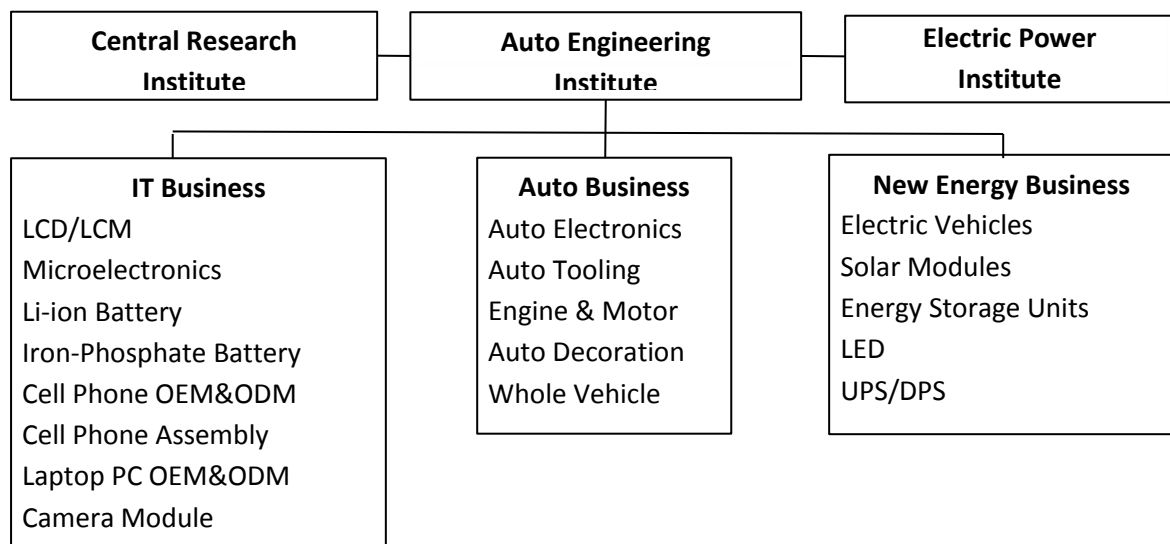 Central Research
Institute
Auto Engineering
Institute
Electric Power
Institute
IT Business
LCD/LCM
Microelectronics
Li-ion Battery
Iron-Phosphate Battery
Cell Phone OEM&ODM
Cell Phone Assembly
Laptop PC OEM&ODM
Camera Module
Auto Business
Auto Electronics
Auto Tooling
Engine & Motor
Auto Decoration
Whole Vehicle
New Energy Business
Electric Vehicles
Solar Modules
Energy Storage Units
LED
UPS/DPS